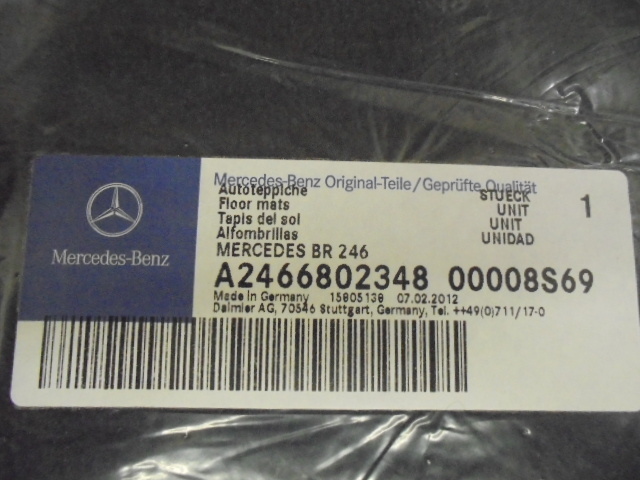 Mercedes-Benz
Mercedes-Benz Original-Teile/Geprüfte Qualität
Autoteppiche STUECK 1
Floor mats UNIT
Tapis del sol UNIT
Alfombrillas UNIDAD
MERCEDES BR 246
A2466802348 00008S69
Made in Germany 15805138 07.02.2012
Daimler AG, 70546 Stuttgart, Germany, Tel. ++49(0)711/17-0